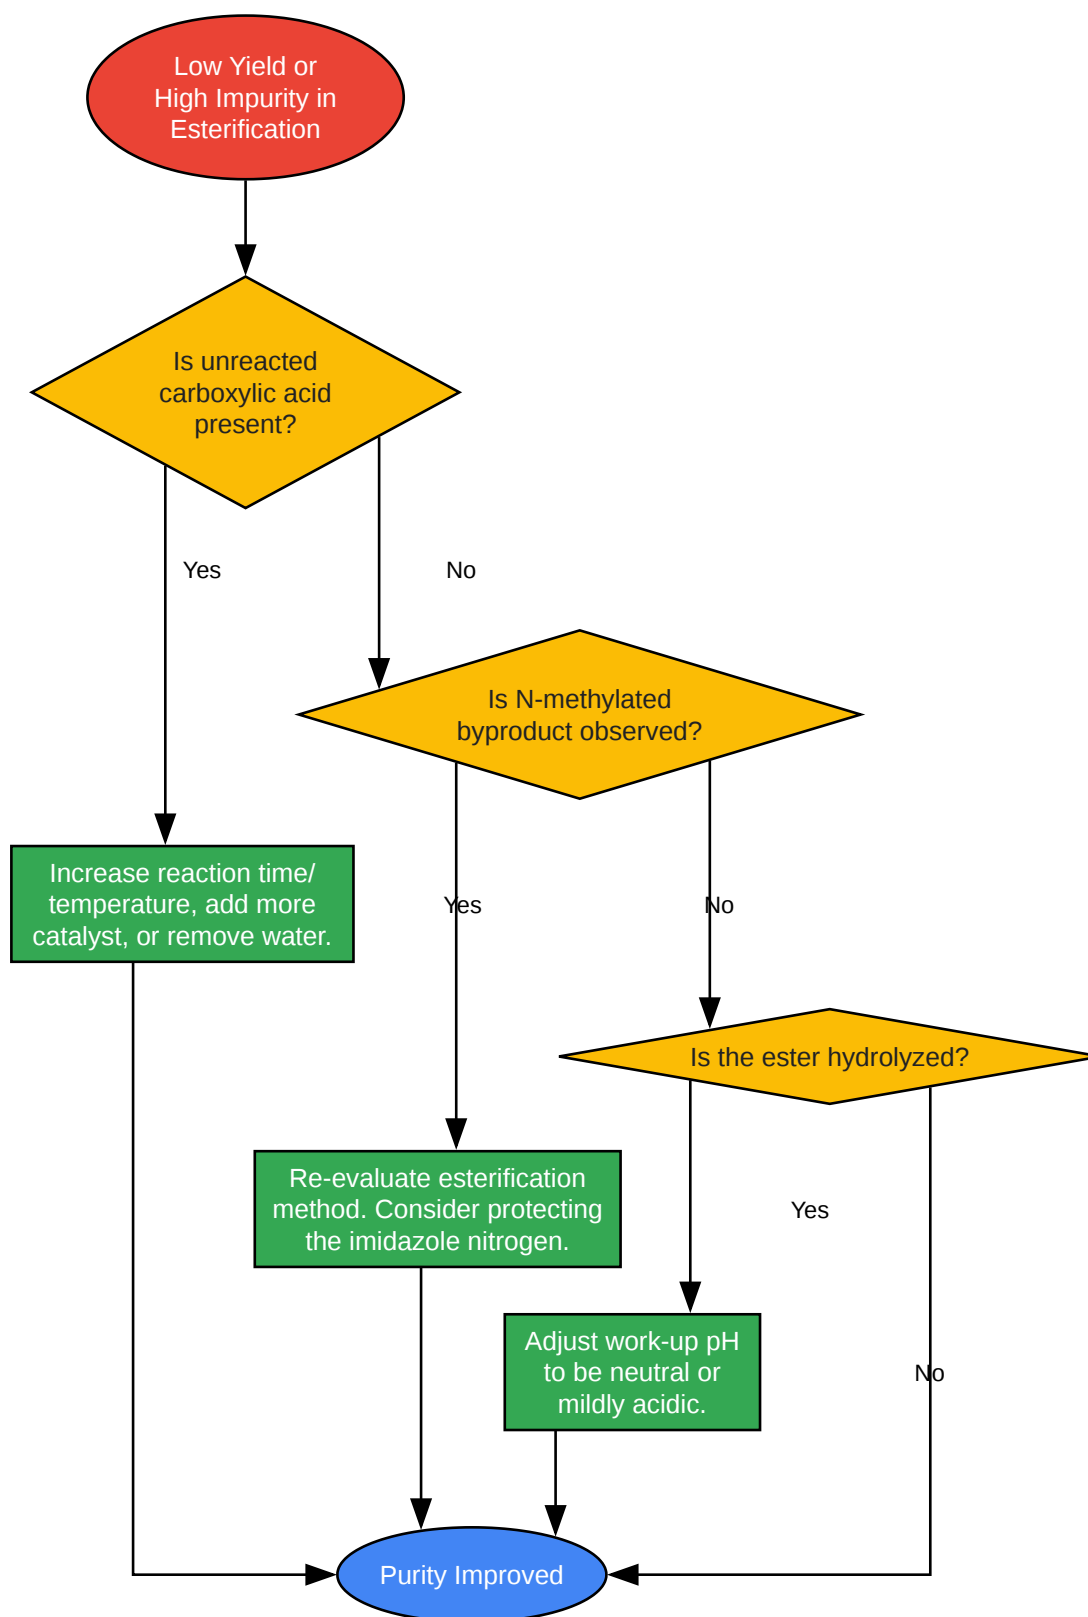 Low Yield or
High Impurity in
Esterification
Is unreacted
carboxylic acid
present?
Yes
No
Is N-methylated
byproduct observed?
Increase reaction time/
temperature, add more
catalyst, or remove water.
Yes
No
Is the ester hydrolyzed?
Re-evaluate esterification
method. Consider protecting
the imidazole nitrogen.
Yes
Adjust work-up pH
to be neutral or
mildly acidic.
No
Purity Improved